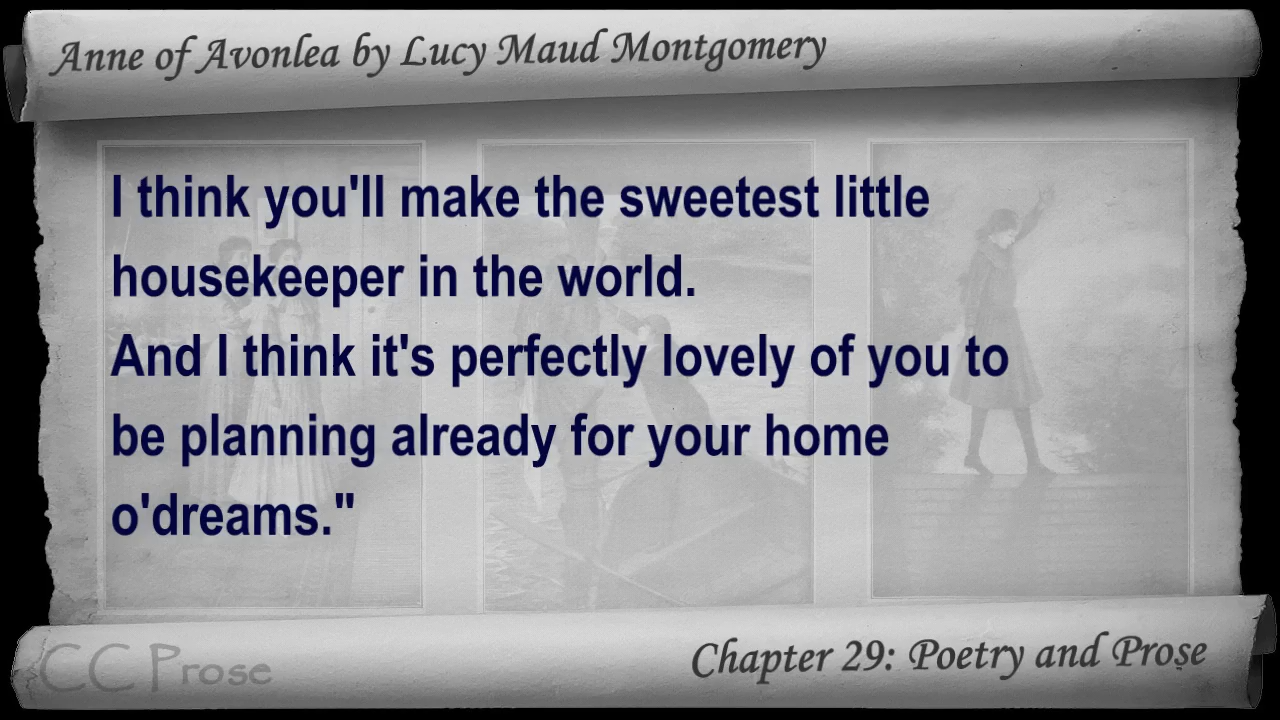 Anne of Avonlea by Lucy Maud Montgomery
I think you'll make the sweetest little
housekeeper in the world.
And I think it's perfectly lovely of you to
be planning already for your home
o'dreams."
CC Prose
Chapter 29: Poetry and Prose